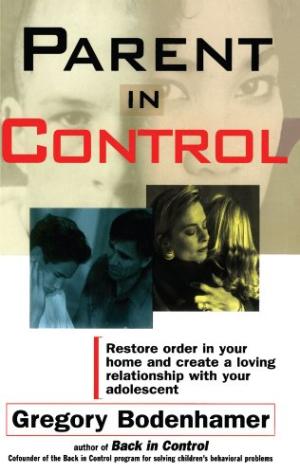 PARENT
IN
CONTROL
Restore order in your
home and create a loving
relationship with your
adolescent
Gregory Bodenhamer
author of Back in Control
Cofounder of the Back in Control program for solving children's behavioral problems